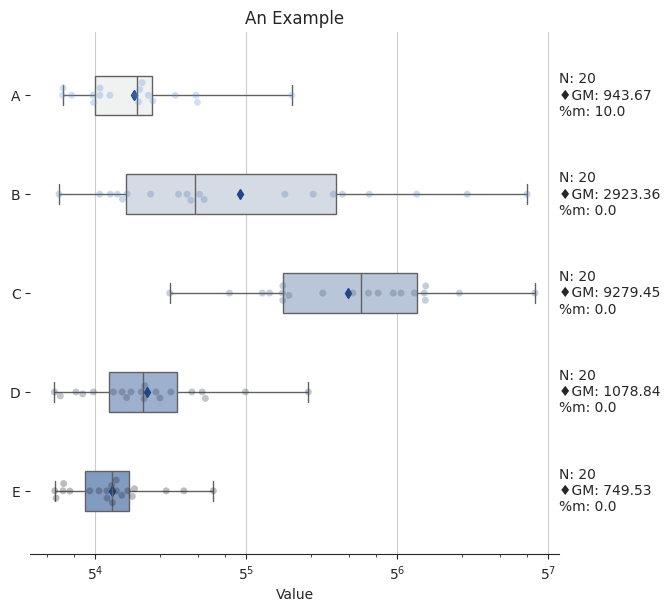 An Example
A
N: 20
♦GM: 943.67
%m: 10.0
B
N: 20
♦GM: 2923.36
%m: 0.0
C
N: 20
♦GM: 9279.45
%m: 0.0
D
N: 20
♦GM: 1078.84
%m: 0.0
E
N: 20
♦GM: 749.53
%m: 0.0
5⁴ 5⁵ 5⁶ 5⁷
Value